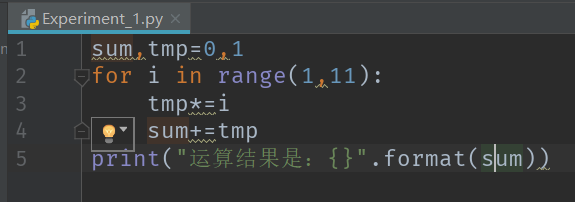 Experiment_1.py
1 sum,tmp=0,1
2 for i in range(1,11):
3     tmp*=i
4     sum+=tmp
5 print("运算结果是：{}".format(sum))